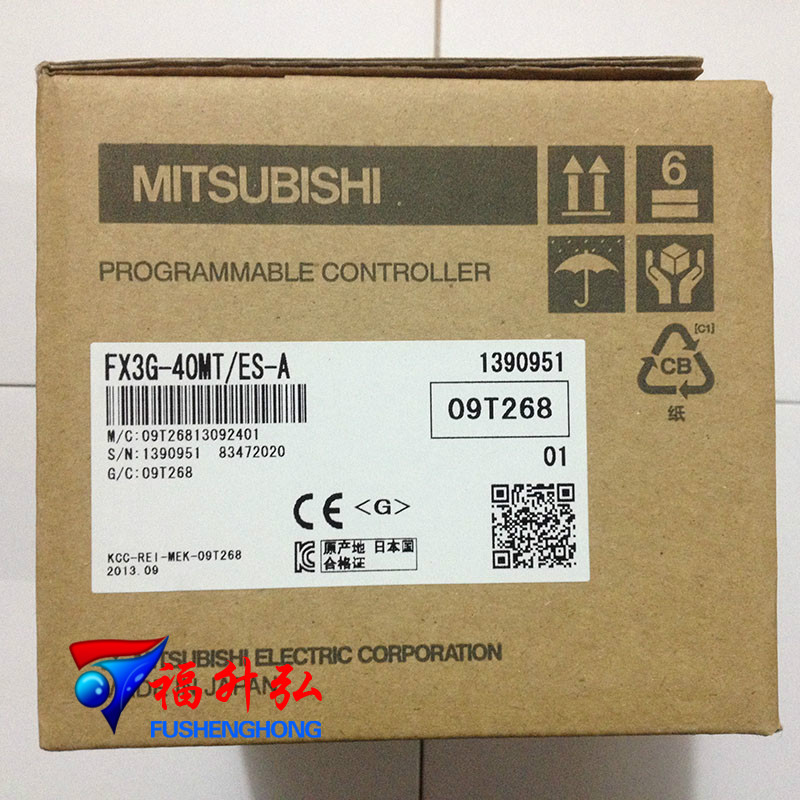 MITSUBISHI
6
PROGRAMMABLE CONTROLLER
[C1]
CB
纸
FX3G-40MT/ES-A
1390951
09T268
M/C:09T26813092401
S/N:1390951 83472020
G/C:09T268
01
CE <G>
KCC-REI-MEK-09T268
2013.09
原产地 日本国
合格证
TSUBISHI ELECTRIC CORPORATION
JAPAN
福升弘
FUSHENGHONG